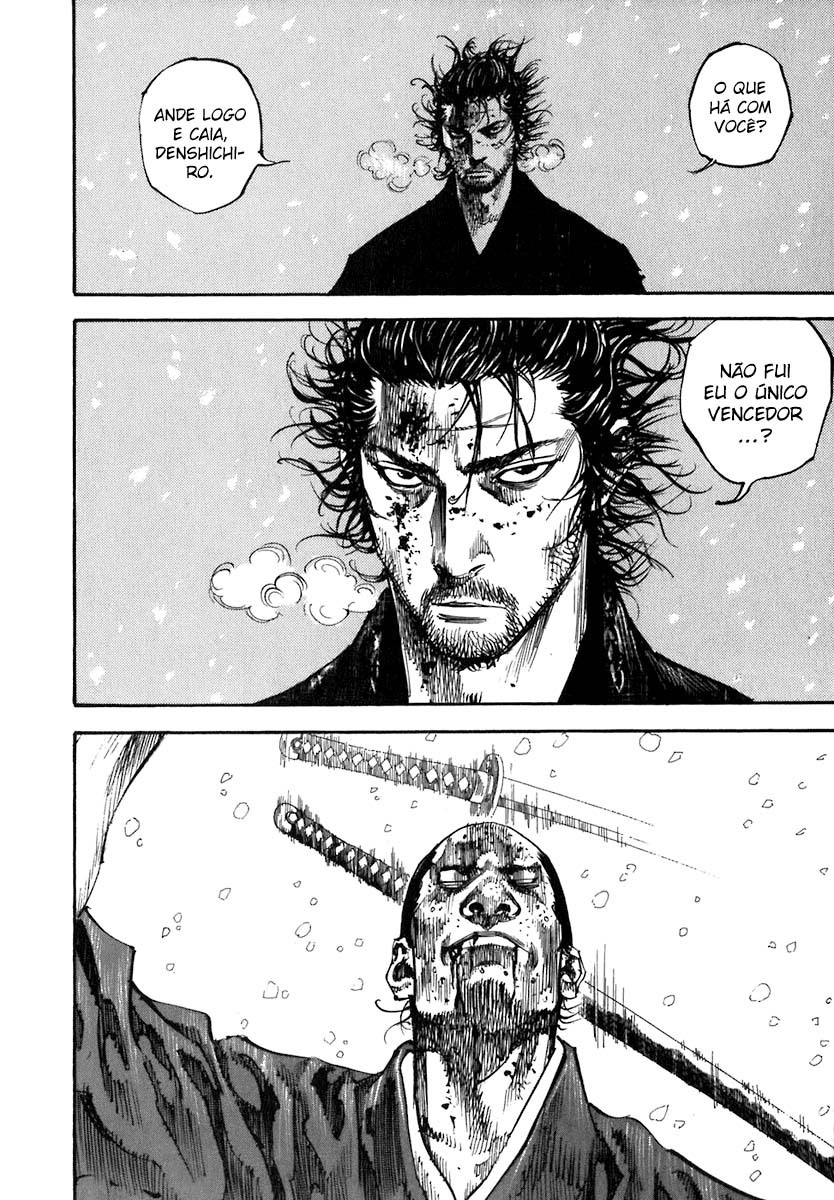 O QUE
HÁ COM
VOCÊ?
ANDE LOGO
E CAIA,
DENSHICHI-
RO.
NÃO FUI
EU O ÚNICO
VENCEDOR
...?